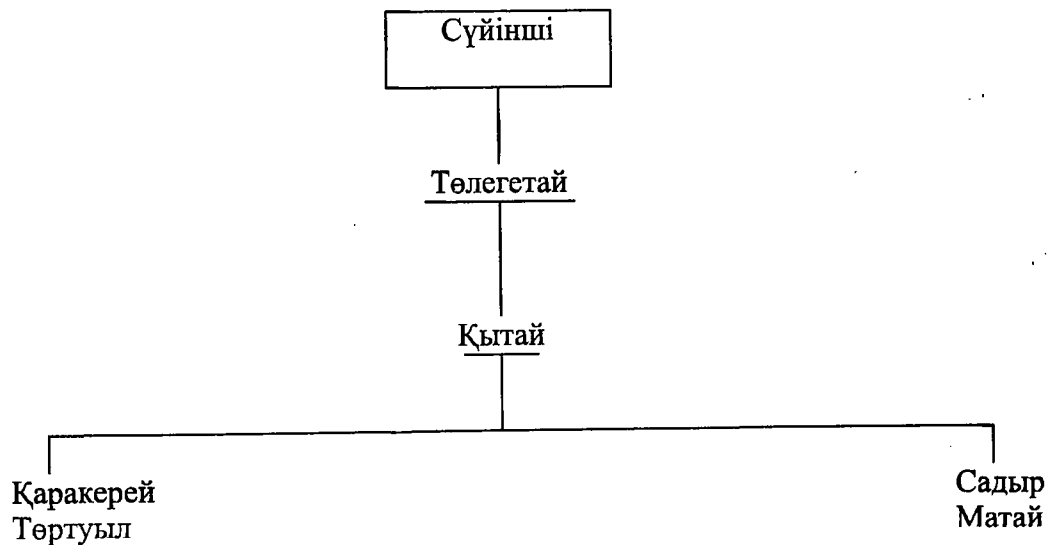 Сүйінші
Төлегетай
Қытай
Қаракерей
Төртуыл
Садыр
Матай